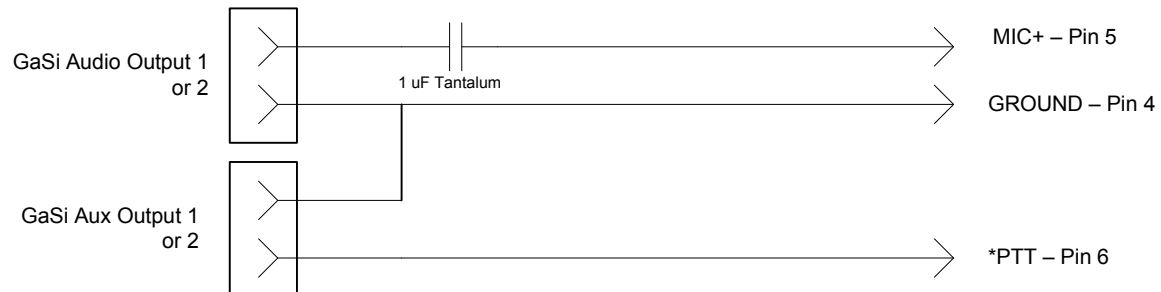 GaSi Audio Output 1
or 2
1 uF Tantalum
MIC+ – Pin 5
GROUND – Pin 4
GaSi Aux Output 1
or 2
*PTT – Pin 6